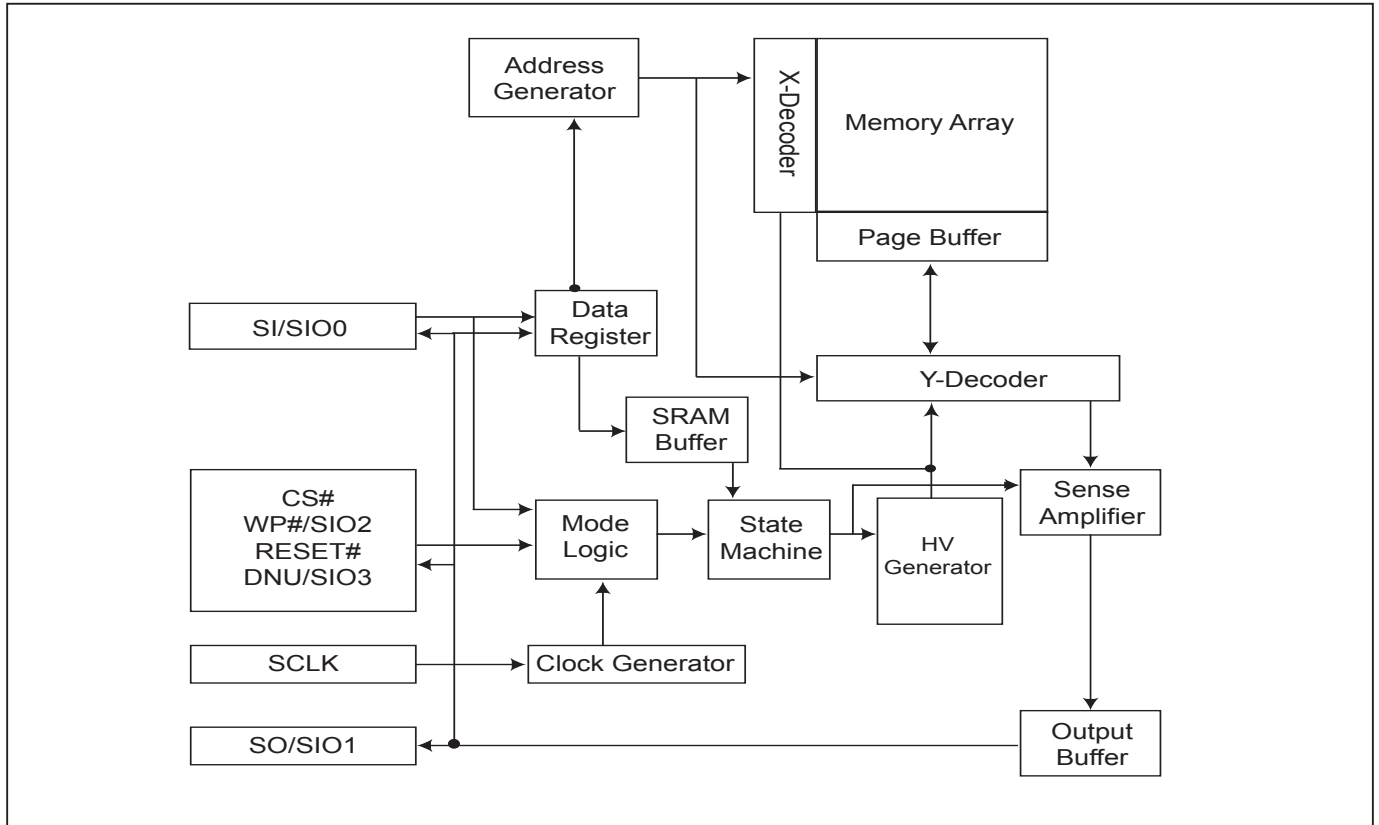 Address
Generator
X-Decoder
Memory Array
Page Buffer
SI/SIO0
Data
Register
Y-Decoder
SRAM
Buffer
CS#
WP#/SIO2
RESET#
DNU/SIO3
Mode
Logic
State
Machine
HV
Generator
Sense
Amplifier
SCLK
Clock Generator
SO/SIO1
Output
Buffer